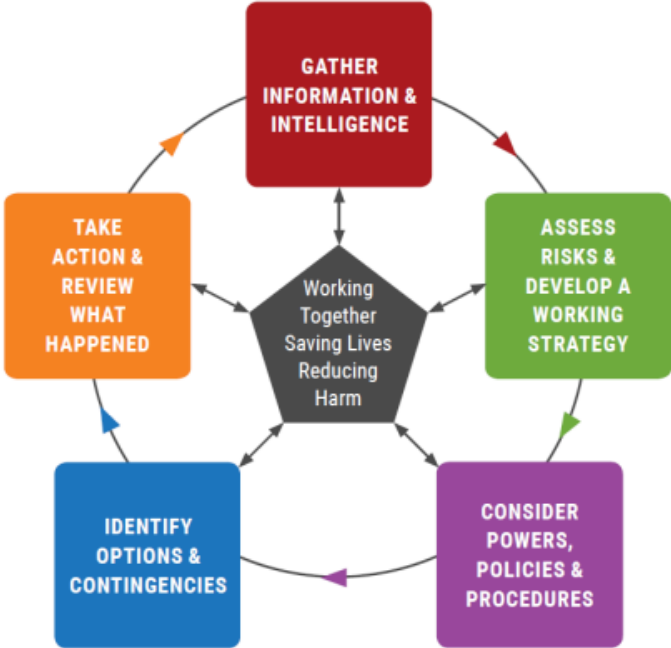 GATHER
INFORMATION &
INTELLIGENCE
ASSESS
RISKS &
DEVELOP A
WORKING
STRATEGY
CONSIDER
POWERS,
POLICIES &
PROCEDURES
IDENTIFY
OPTIONS &
CONTINGENCIES
TAKE
ACTION &
REVIEW
WHAT
HAPPENED
Working
Together
Saving Lives
Reducing
Harm